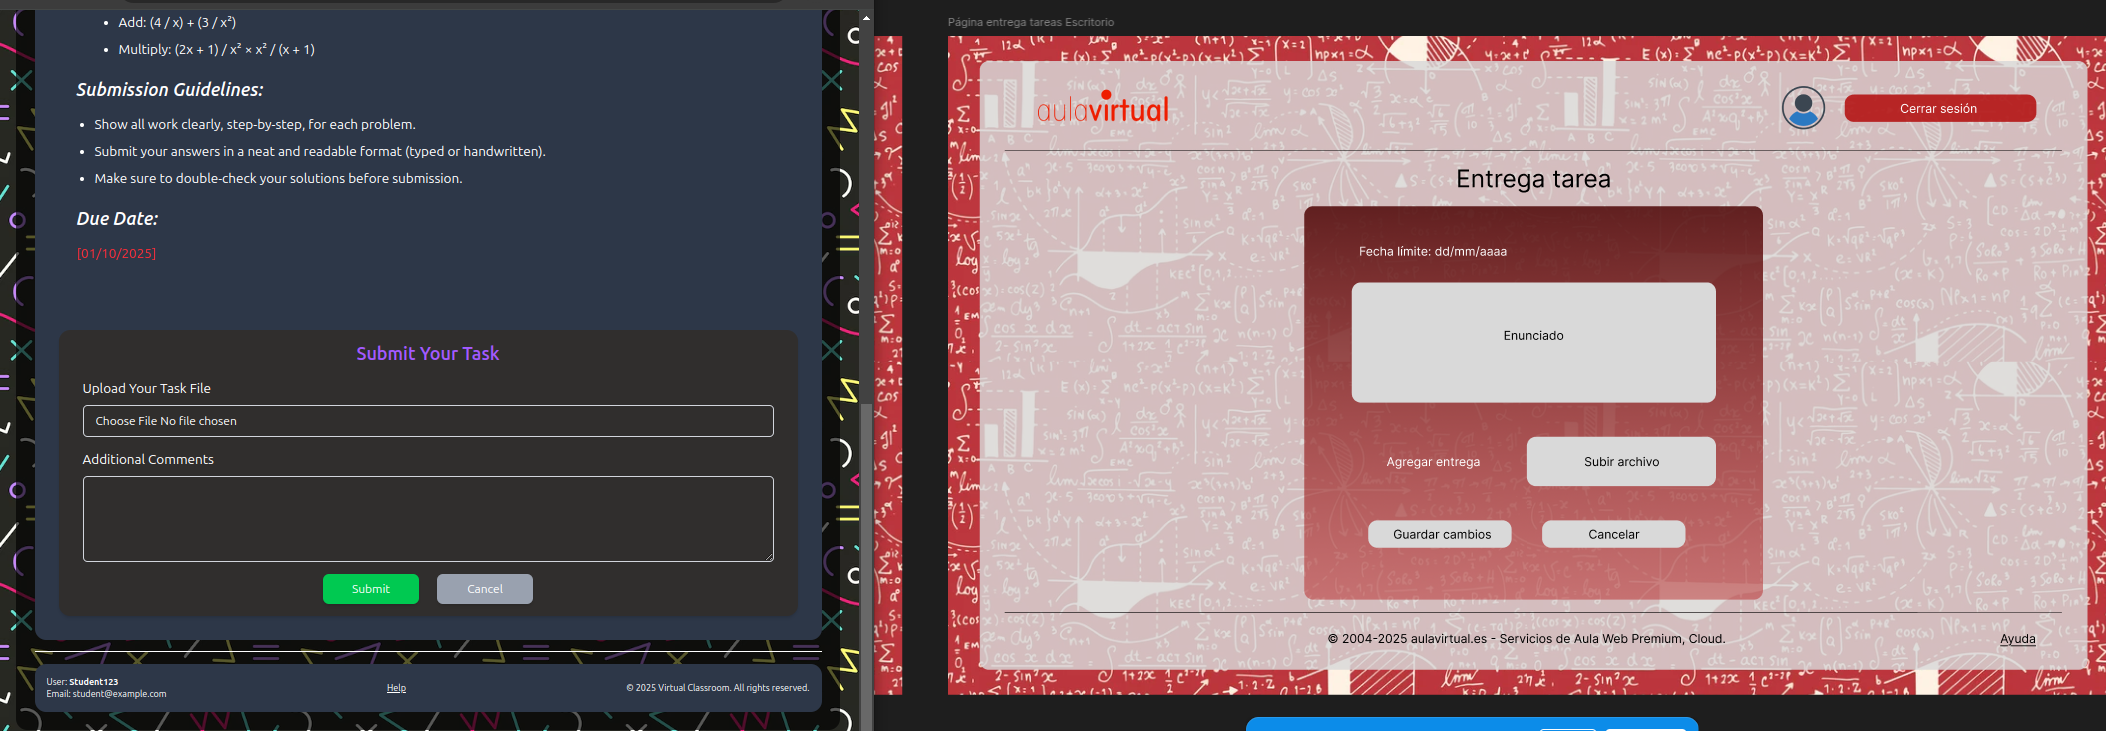 Add: (4 / x) + (3 / x²)
Multiply: (2x + 1) / x² × x² / (x + 1)
Submission Guidelines:
Show all work clearly, step-by-step, for each problem.
Submit your answers in a neat and readable format (typed or handwritten).
Make sure to double-check your solutions before submission.
Due Date:
[01/10/2025]
Submit Your Task
Upload Your Task File
Choose File No file chosen
Additional Comments
Submit
Cancel
User: Student123
Email: student@example.com
Help
© 2025 Virtual Classroom. All rights reserved.
Página entrega tareas Escritorio
aulavirtual
Cerrar sesión
Entrega tarea
Fecha límite: dd/mm/aaaa
Enunciado
Agregar entrega
Subir archivo
Guardar cambios
Cancelar
© 2004-2025 aulavirtual.es - Servicios de Aula Web Premium, Cloud.
Ayuda